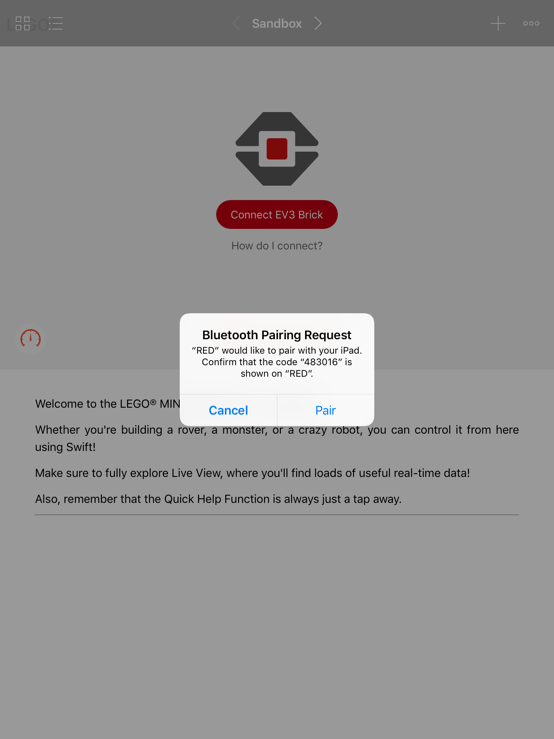 Sandbox
Connect EV3 Brick
How do I connect?
Bluetooth Pairing Request
“RED” would like to pair with your iPad.
Confirm that the code “483016” is
shown on “RED”.
Cancel
Pair
Welcome to the LEGO® MIN
Whether you're building a rover, a monster, or a crazy robot, you can control it from here
using Swift!
Make sure to fully explore Live View, where you'll find loads of useful real-time data!
Also, remember that the Quick Help Function is always just a tap away.